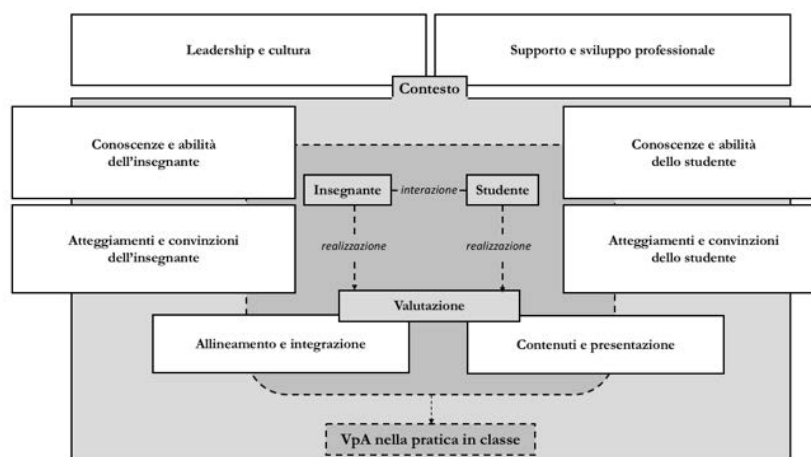 Leadership e cultura
Supporto e sviluppo professionale
Contesto
Conoscenze e abilità
dell'insegnante
Conoscenze e abilità
dello studente
Insegnante
interazione
Studente
Atteggiamenti e convinzioni
dell'insegnante
realizzazione
realizzazione
Atteggiamenti e convinzioni
dello studente
Valutazione
Allineamento e integrazione
Contenuti e presentazione
VpA nella pratica in classe